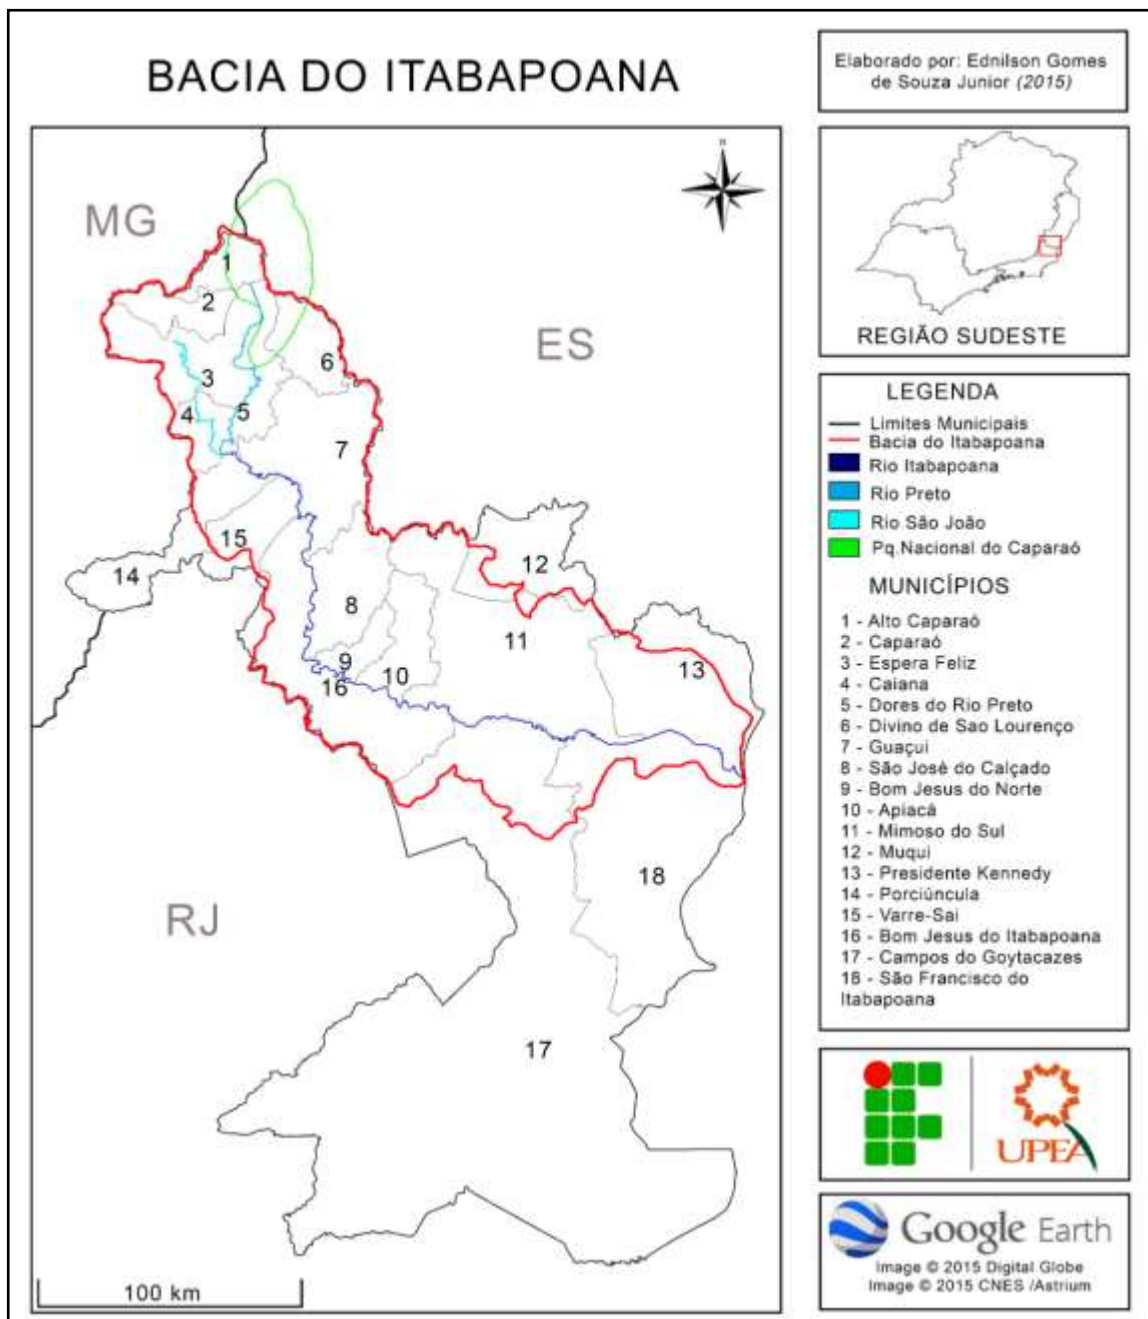 BACIA DO ITABAPOANA
Elaborado por: Ednilson Gomes
de Souza Junior (2015)
N
MG
ES
RJ
1
2
3
4
5
6
7
8
9
10
11
12
13
14
15
16
17
18
100 km
REGIÃO SUDESTE
LEGENDA
Limites Municipais
Bacia do Itabapoana
Rio Itabapoana
Rio Preto
Rio São João
Pq.Nacional do Caparaó
MUNICÍPIOS
1 - Alto Caparaó
2 - Caparaó
3 - Espera Feliz
4 - Caiana
5 - Dores do Rio Preto
6 - Divino de Sao Lourenço
7 - Guaçui
8 - São José do Calçado
9 - Bom Jesus do Norte
10 - Apiacá
11 - Mimoso do Sul
12 - Muqui
13 - Presidente Kennedy
14 - Porciúncula
15 - Varre-Sai
16 - Bom Jesus do Itabapoana
17 - Campos do Goytacazes
18 - São Francisco do
Itabapoana
UPEA
Google Earth
Image © 2015 Digital Globe
Image © 2015 CNES /Astrium